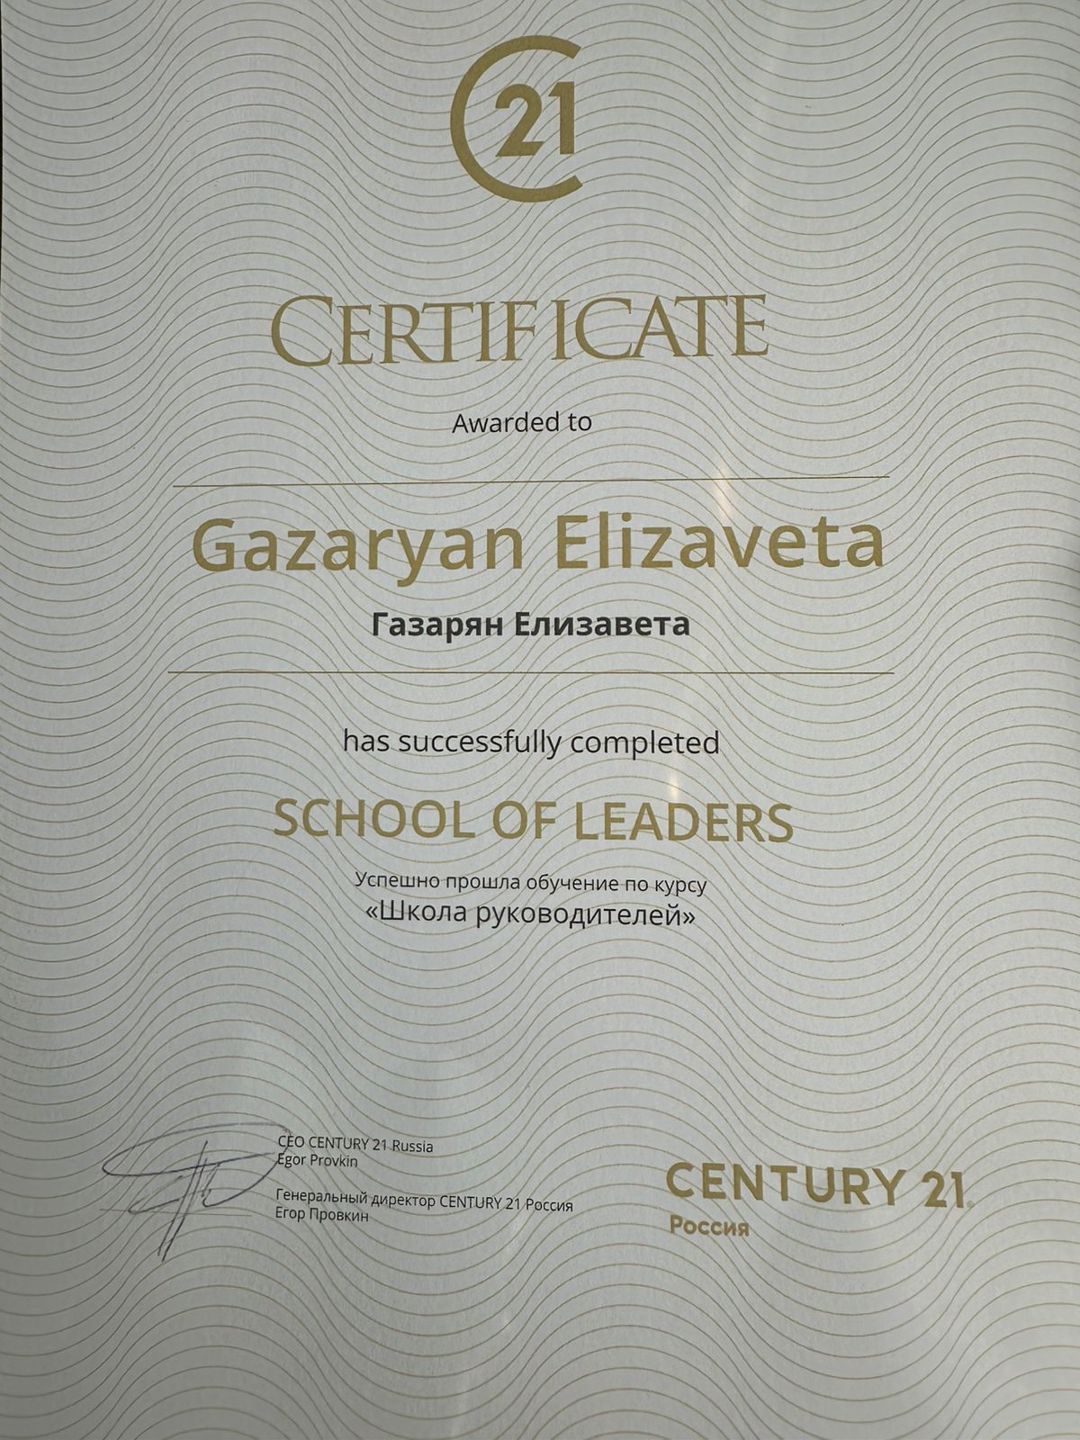 C21
CERTIFICATE
Awarded to
Gazaryan Elizaveta
Газарян Елизавета
has successfully completed
SCHOOL OF LEADERS
Успешно прошла обучение по курсу
«Школа руководителей»
CEO CENTURY 21 Russia
Egor Provkin
Генеральный директор CENTURY 21 Россия
Егор Провкин
CENTURY 21®
Россия